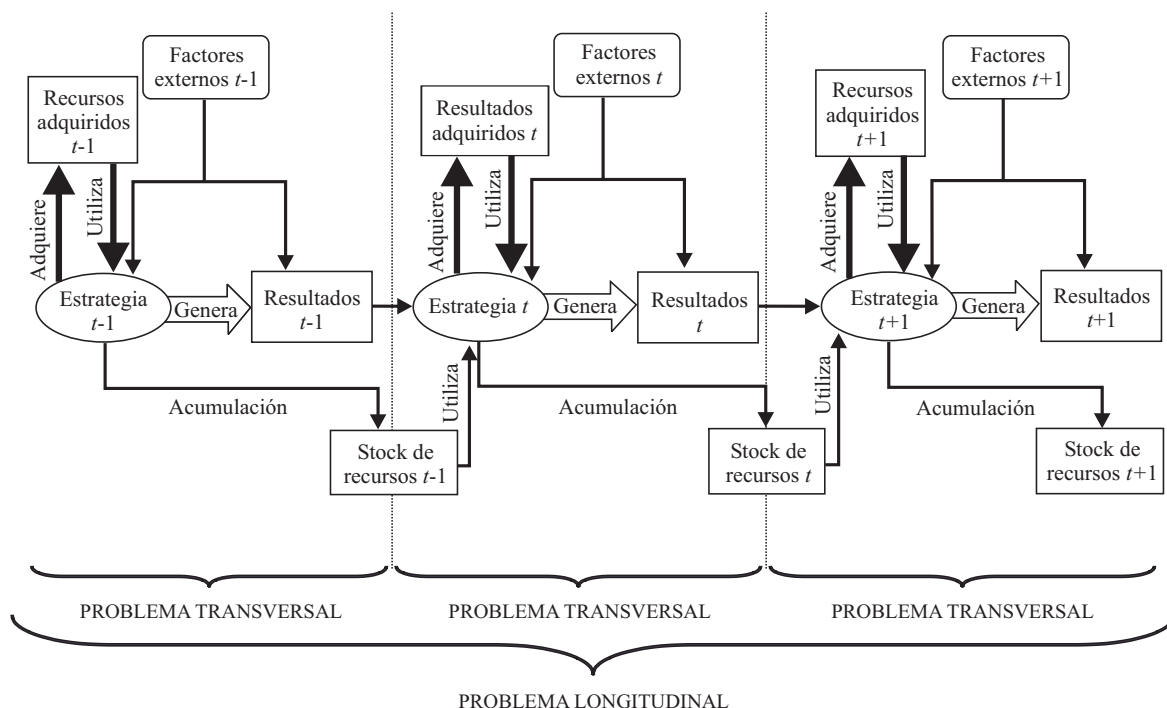 Factores
externos t-1
Recursos
adquiridos
t-1
Adquiere
Utiliza
Estrategia
t-1
Genera
Resultados
t-1
Acumulación
Stock de
recursos t-1
Utiliza
Factores
externos t
Resultados
adquiridos t
Adquiere
Utiliza
Estrategia t
Genera
Resultados
t
Acumulación
Stock de
recursos t
Utiliza
Factores
externos t+1
Recursos
adquiridos
t+1
Adquiere
Utiliza
Estrategia
t+1
Genera
Resultados
t+1
Acumulación
Stock de
recursos t+1
PROBLEMA TRANSVERSAL
PROBLEMA TRANSVERSAL
PROBLEMA TRANSVERSAL
PROBLEMA LONGITUDINAL